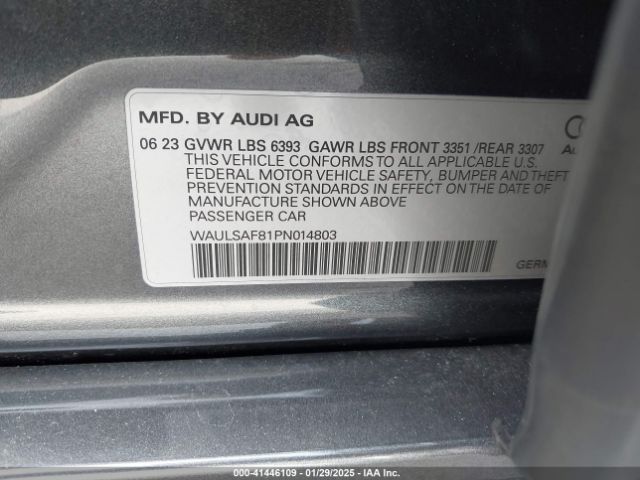 MFD. BY AUDI AG
06 23 GVWR LBS 6393 GAWR LBS FRONT 3351 /REAR 3307
THIS VEHICLE CONFORMS TO ALL APPLICABLE U.S.
FEDERAL MOTOR VEHICLE SAFETY, BUMPER AND THEFT
PREVENTION STANDARDS IN EFFECT ON THE DATE OF
MANUFACTURE SHOWN ABOVE
PASSENGER CAR
WAULSAF81PN014803
000-41446109 - 01/29/2025 - IAA Inc.